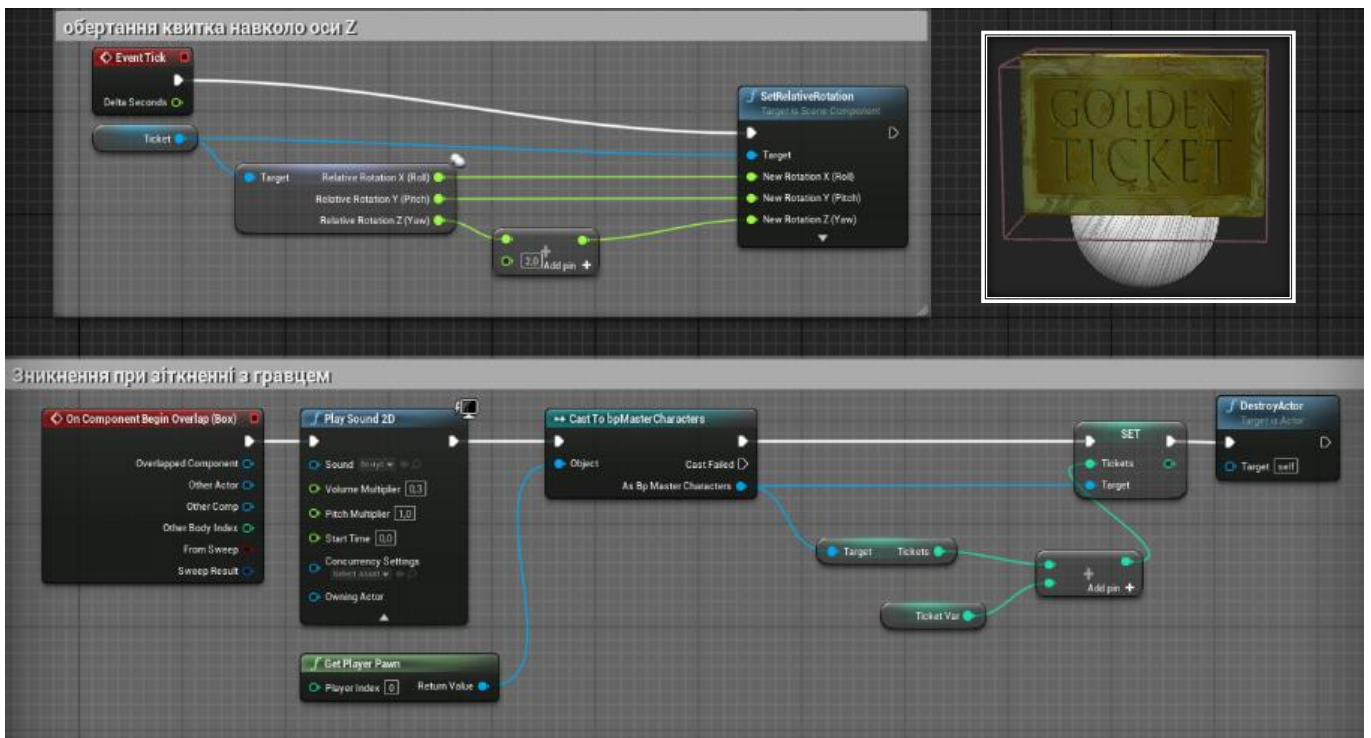 обертання квитка навколо оси Z
Event Tick
Delta Seconds
Ticket
Target
Relative Rotation X (Roll)
Relative Rotation Y (Pitch)
Relative Rotation Z (Yaw)
2,0
Add pin +
SetRelativeRotation
Target is Scene Component
Target
New Rotation X (Roll)
New Rotation Y (Pitch)
New Rotation Z (Yaw)
GOLDEN
TICKET
Зникнення при зіткненні з гравцем
On Component Begin Overlap (Box)
Overlapped Component
Other Actor
Other Comp
Other Body Index
From Sweep
Sweep Result
Play Sound 2D
Sound
Volume Multiplier 0,3
Pitch Multiplier 1,0
Start Time 0,0
Concurrency Settings
Select Asset
Owning Actor
Get Player Pawn
Player Index 0 Return Value
Cast To bpMasterCharacters
Object Cast Failed
As Bp Master Characters
Target Tickets
Ticket Var
Add pin +
SET
Tickets
Target
DestroyActor
Target is Actor
Target self